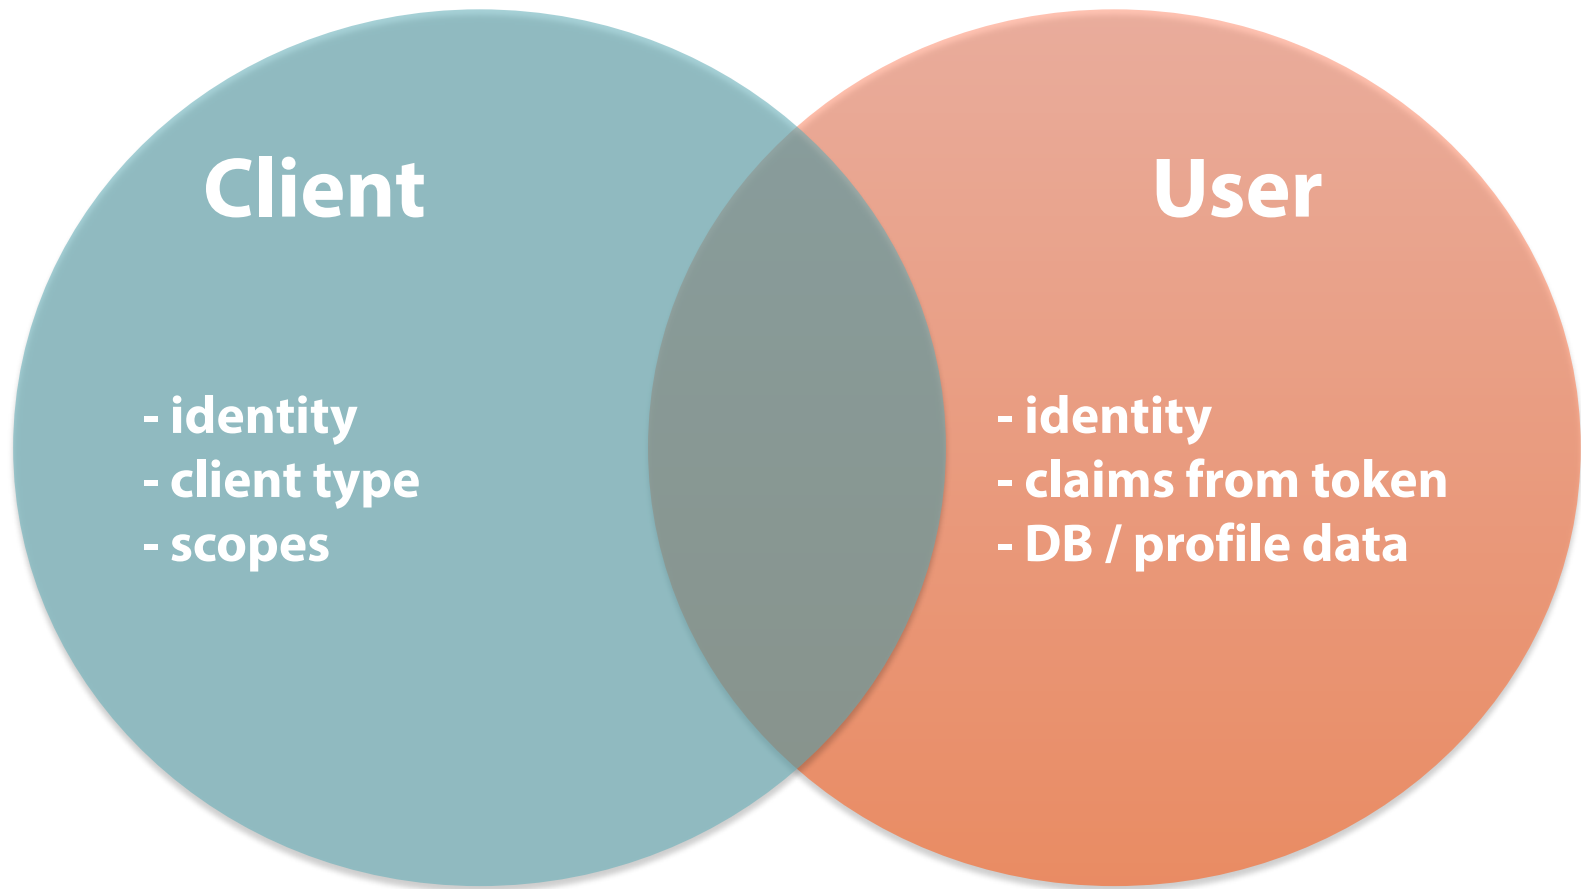 Client
- identity
- client type
- scopes
User
- identity
- claims from token
- DB / profile data